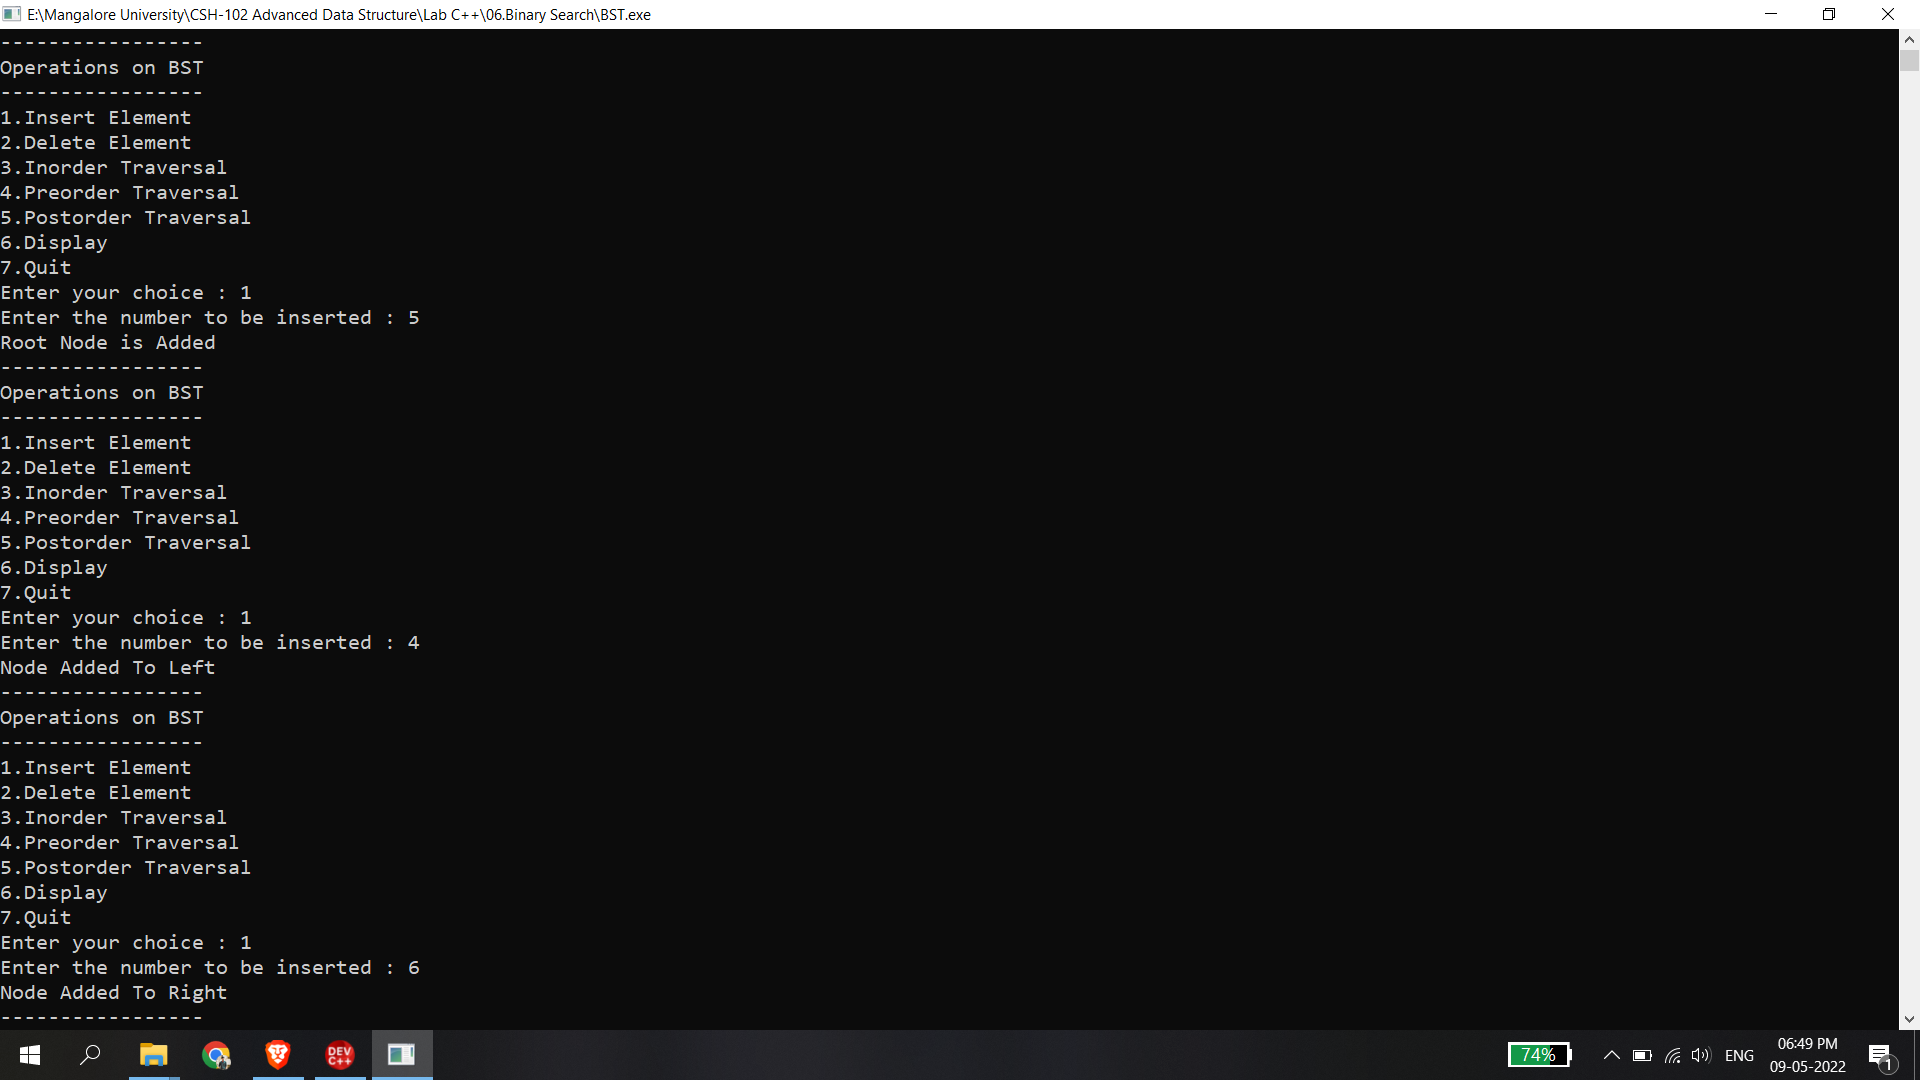 E:\Mangalore University\CSH-102 Advanced Data Structure\Lab C++\06.Binary Search\BST.exe
-----------------
Operations on BST
-----------------
1.Insert Element
2.Delete Element
3.Inorder Traversal
4.Preorder Traversal
5.Postorder Traversal
6.Display
7.Quit
Enter your choice : 1
Enter the number to be inserted : 5
Root Node is Added
-----------------
Operations on BST
-----------------
1.Insert Element
2.Delete Element
3.Inorder Traversal
4.Preorder Traversal
5.Postorder Traversal
6.Display
7.Quit
Enter your choice : 1
Enter the number to be inserted : 4
Node Added To Left
-----------------
Operations on BST
-----------------
1.Insert Element
2.Delete Element
3.Inorder Traversal
4.Preorder Traversal
5.Postorder Traversal
6.Display
7.Quit
Enter your choice : 1
Enter the number to be inserted : 6
Node Added To Right
-----------------
DEV
C++
74%
ENG
06:49 PM
09-05-2022
1